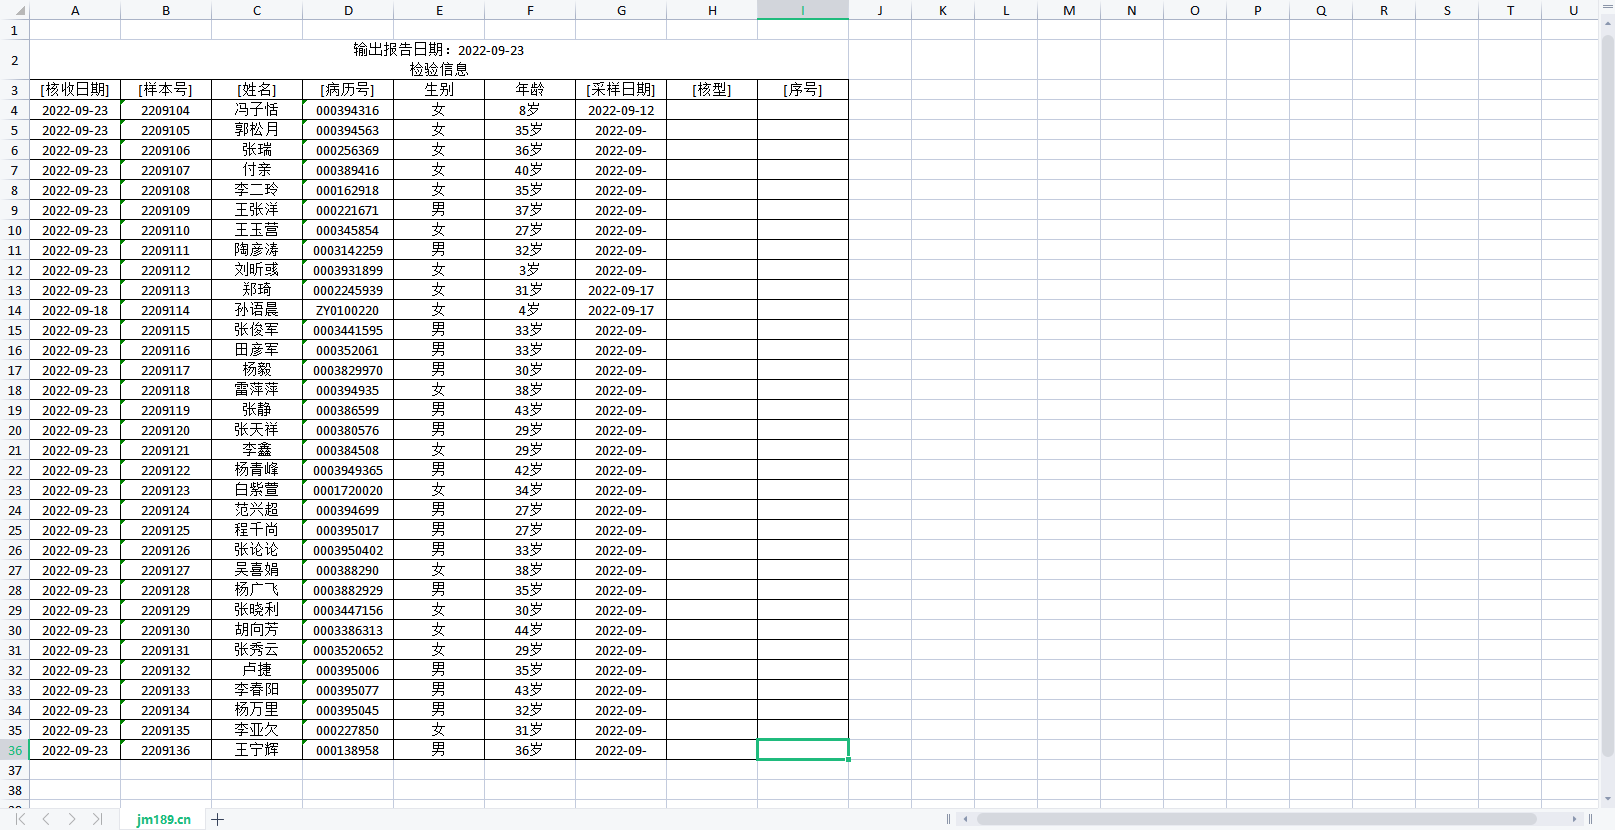 A B C D E F G H I J K L M N O P Q R S T U
1
2 输出报告日期：2022-09-23
检验信息
3 [核收日期] [样本号] [姓名] [病历号] 生别 年龄 [采样日期] [核型] [序号]
4 2022-09-23 2209104 冯子恬 000394316 女 8岁 2022-09-12
5 2022-09-23 2209105 郭松月 000394563 女 35岁 2022-09-
6 2022-09-23 2209106 张瑞 000256369 女 36岁 2022-09-
7 2022-09-23 2209107 付亲 000389416 女 40岁 2022-09-
8 2022-09-23 2209108 李二玲 000162918 女 35岁 2022-09-
9 2022-09-23 2209109 王张洋 000221671 男 37岁 2022-09-
10 2022-09-23 2209110 王玉营 000345854 女 27岁 2022-09-
11 2022-09-23 2209111 陶彦涛 0003142259 男 32岁 2022-09-
12 2022-09-23 2209112 刘昕彧 0003931899 女 3岁 2022-09-
13 2022-09-23 2209113 郑琦 0002245939 女 31岁 2022-09-17
14 2022-09-18 2209114 孙语晨 ZY0100220 女 4岁 2022-09-17
15 2022-09-23 2209115 张俊军 0003441595 男 33岁 2022-09-
16 2022-09-23 2209116 田彦军 000352061 男 33岁 2022-09-
17 2022-09-23 2209117 杨毅 0003829970 男 30岁 2022-09-
18 2022-09-23 2209118 雷萍萍 000394935 女 38岁 2022-09-
19 2022-09-23 2209119 张静 000386599 男 43岁 2022-09-
20 2022-09-23 2209120 张天祥 000380576 男 29岁 2022-09-
21 2022-09-23 2209121 李鑫 000384508 女 29岁 2022-09-
22 2022-09-23 2209122 杨青峰 0003949365 男 42岁 2022-09-
23 2022-09-23 2209123 白紫萱 0001720020 女 34岁 2022-09-
24 2022-09-23 2209124 范兴超 000394699 男 27岁 2022-09-
25 2022-09-23 2209125 程千尚 000395017 男 27岁 2022-09-
26 2022-09-23 2209126 张论论 0003950402 男 33岁 2022-09-
27 2022-09-23 2209127 吴喜娟 000388290 女 38岁 2022-09-
28 2022-09-23 2209128 杨广飞 0003882929 男 35岁 2022-09-
29 2022-09-23 2209129 张晓利 0003447156 女 30岁 2022-09-
30 2022-09-23 2209130 胡向芳 0003386313 女 44岁 2022-09-
31 2022-09-23 2209131 张秀云 0003520652 女 29岁 2022-09-
32 2022-09-23 2209132 卢捷 000395006 男 35岁 2022-09-
33 2022-09-23 2209133 李春阳 000395077 男 43岁 2022-09-
34 2022-09-23 2209134 杨万里 000395045 男 32岁 2022-09-
35 2022-09-23 2209135 李亚欠 000227850 女 31岁 2022-09-
36 2022-09-23 2209136 王宁辉 000138958 男 36岁 2022-09-
37
38
jm189.cn